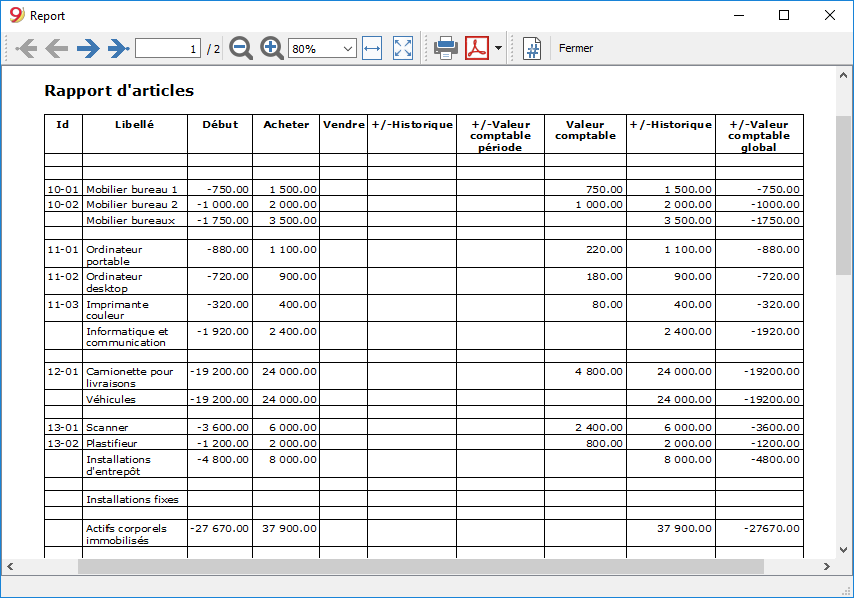 Report
1 / 2 80% Fermer
Rapport d'articles
Id Libellé Début Acheter Vendre +/-Historique +/-Valeur comptable période Valeur comptable +/-Historique +/-Valeur comptable global
10-01 Mobilier bureau 1 -750.00 1 500.00 750.00 1 500.00 -750.00
10-02 Mobilier bureau 2 -1 000.00 2 000.00 1 000.00 2 000.00 -1000.00
Mobilier bureaux -1 750.00 3 500.00 3 500.00 -1750.00
11-01 Ordinateur portable -880.00 1 100.00 220.00 1 100.00 -880.00
11-02 Ordinateur desktop -720.00 900.00 180.00 900.00 -720.00
11-03 Imprimante couleur -320.00 400.00 80.00 400.00 -320.00
Informatique et communication -1 920.00 2 400.00 2 400.00 -1920.00
12-01 Camionette pour livraisons -19 200.00 24 000.00 4 800.00 24 000.00 -19200.00
Véhicules -19 200.00 24 000.00 24 000.00 -19200.00
13-01 Scanner -3 600.00 6 000.00 2 400.00 6 000.00 -3600.00
13-02 Plastifieur -1 200.00 2 000.00 800.00 2 000.00 -1200.00
Installations d'entrepôt -4 800.00 8 000.00 8 000.00 -4800.00
Installations fixes
Actifs corporels immobilisés -27 670.00 37 900.00 37 900.00 -27670.00